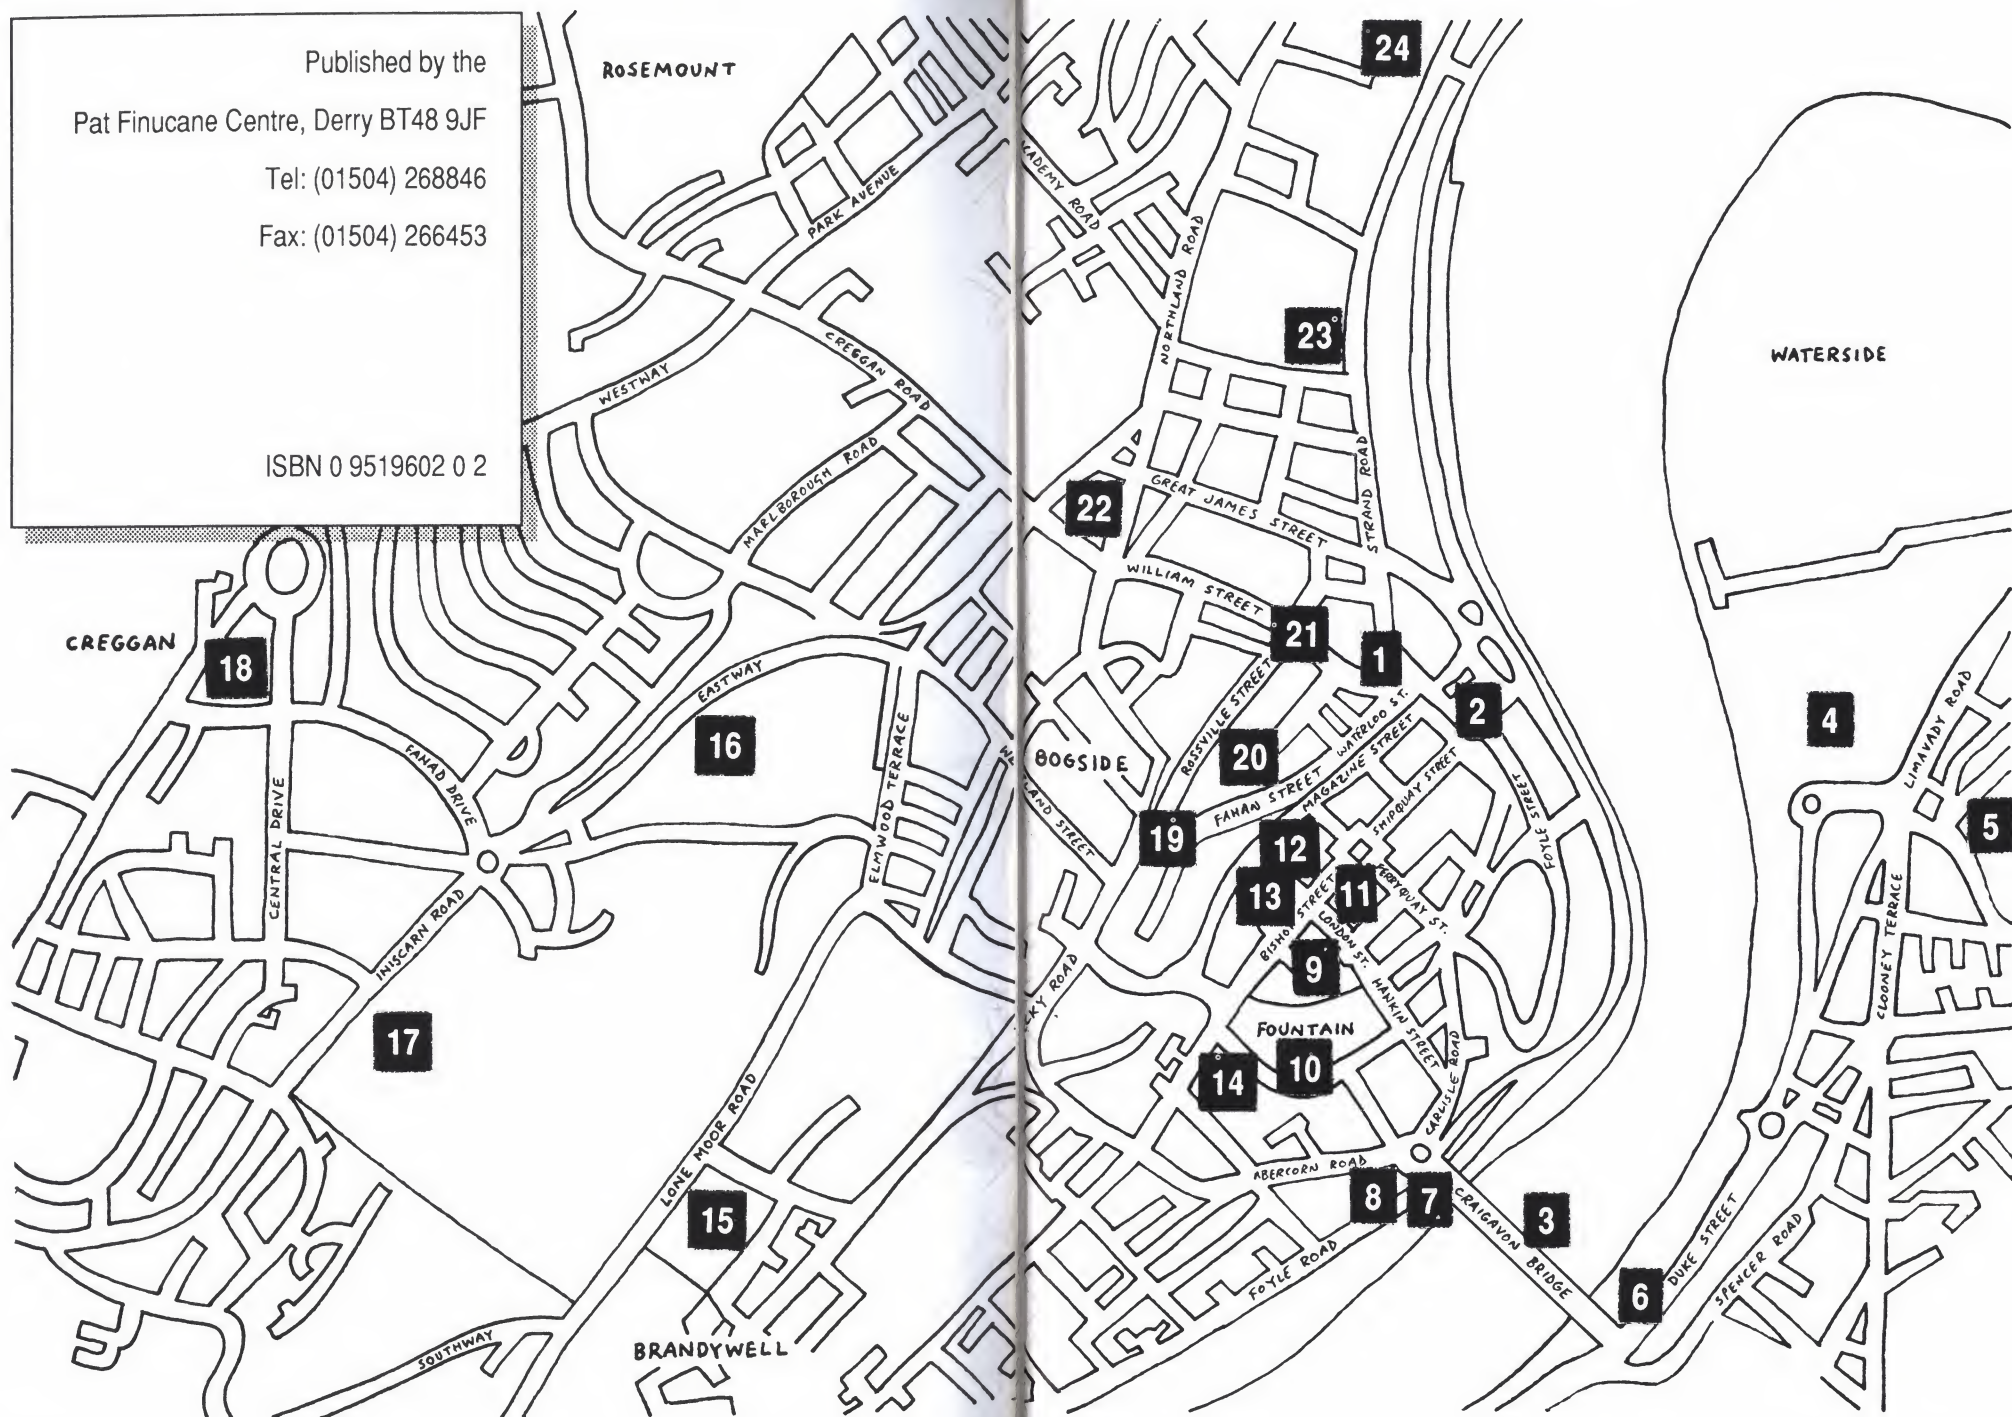 Published by the
Pat Finucane Centre, Derry BT48 9JF
Tel: (01504) 268846
Fax: (01504) 266453
ISBN 0 9519602 0 2
ROSEMOUNT
24
PARK AVENUE
ROAD
NORTHLAND ROAD
23
WATERSIDE
CREGGAN ROAD
WESTWAY
MARLBOROUGH ROAD
22
GREAT JAMES STREET
STRAND ROAD
WILLIAM STREET
21
1
CREGGAN
18
EASTWAY
16
FANAD DRIVE
CENTRAL DRIVE
ELMWOOD TERRACE
BOGSIDE
ROSSVILLE STREET
20
WATERLOO ST.
2
MAGAZINE STREET
FAHAN STREET
SHIPQUAY STREET
FOYLE STREET
4
LIMAVADY ROAD
5
19
12
13
11
STREET
LONDON ST.
9
HANKIN STREET
INISCARN ROAD
17
FOUNTAIN
10
14
CARLISLE ROAD
CLOONEY TERRACE
LONE MOOR ROAD
15
ABERCORN ROAD
8
7
CRAIGAVON BRIDGE
3
FOYLE ROAD
6
DUKE STREET
SPENCER ROAD
SOUTHWAY
BRANDYWELL